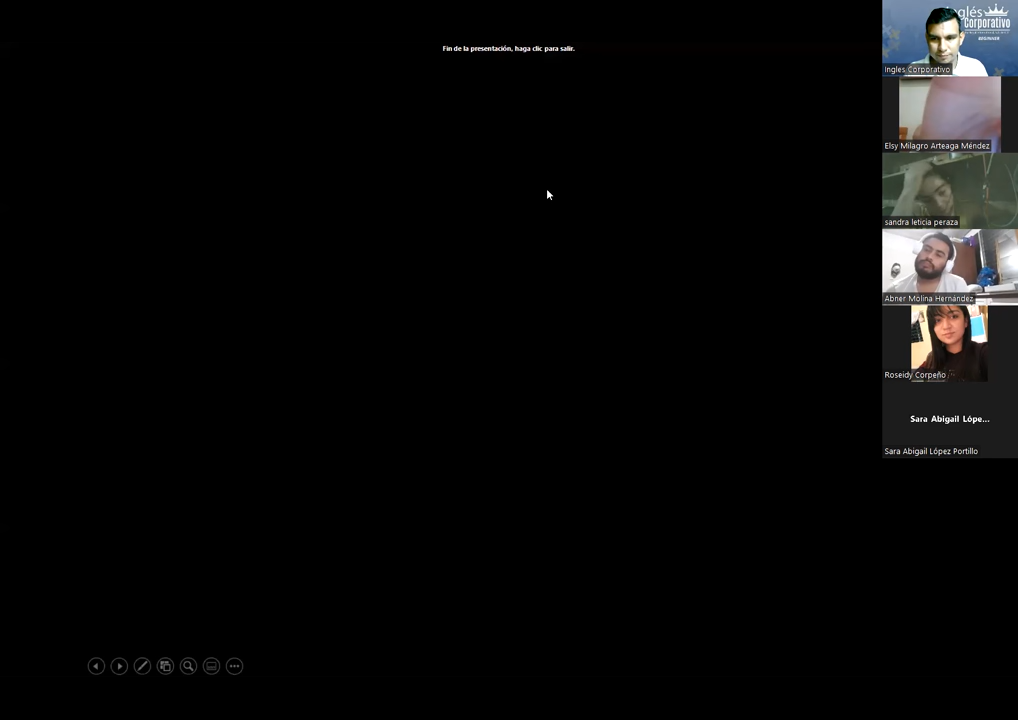 Fin de la presentación, haga clic para salir.
inglés
Corporativo
BEGINNER
Ingles Corporativo
Elsy Milagro Arteaga Méndez
sandra leticia peraza
Abner Molina Hernández
Roseidy Corpeño
Sara Abigail Lópe...
Sara Abigail López Portillo